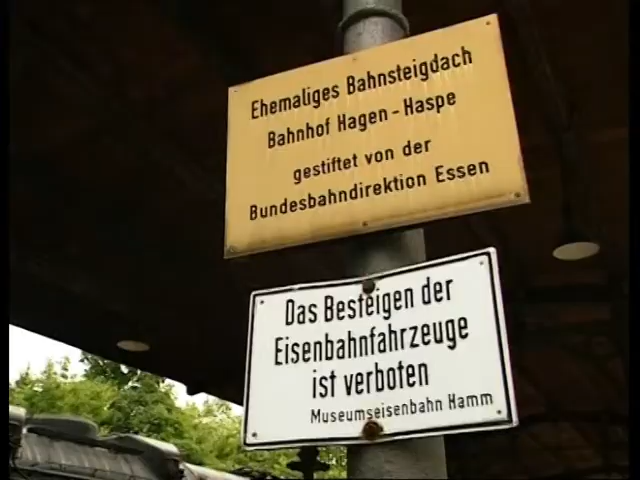 Ehemaliges Bahnsteigdach
Bahnhof Hagen - Haspe
gestiftet von der
Bundesbahndirektion Essen
Das Besteigen der
Eisenbahnfahrzeuge
ist verboten
Museumseisenbahn Hamm